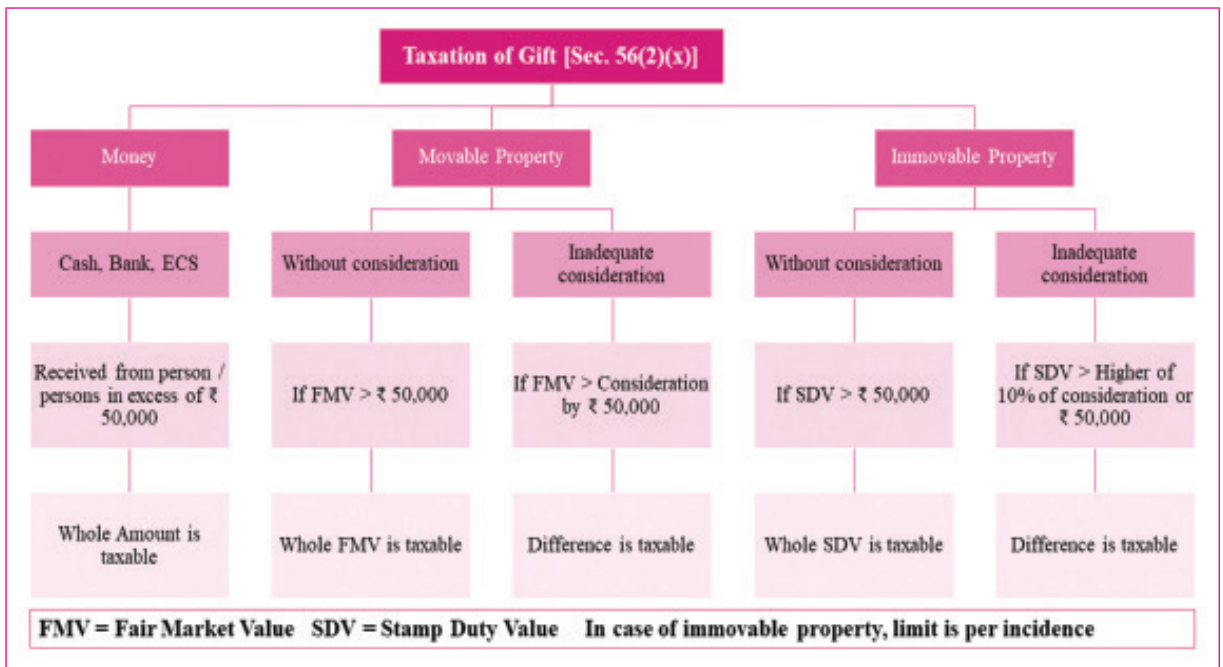 Taxation of Gift [Sec. 56(2)(x)]
Money
Movable Property
Immovable Property
Cash, Bank, ECS
Without consideration
Inadequate
consideration
Without consideration
Inadequate
consideration
Received from person /
persons in excess of ₹
50,000
If FMV > ₹ 50,000
If FMV > Consideration
by ₹ 50,000
If SDV > ₹ 50,000
If SDV > Higher of
10% of consideration or
₹ 50,000
Whole Amount is
taxable
Whole FMV is taxable
Difference is taxable
Whole SDV is taxable
Difference is taxable
FMV = Fair Market Value SDV = Stamp Duty Value In case of immovable property, limit is per incidence